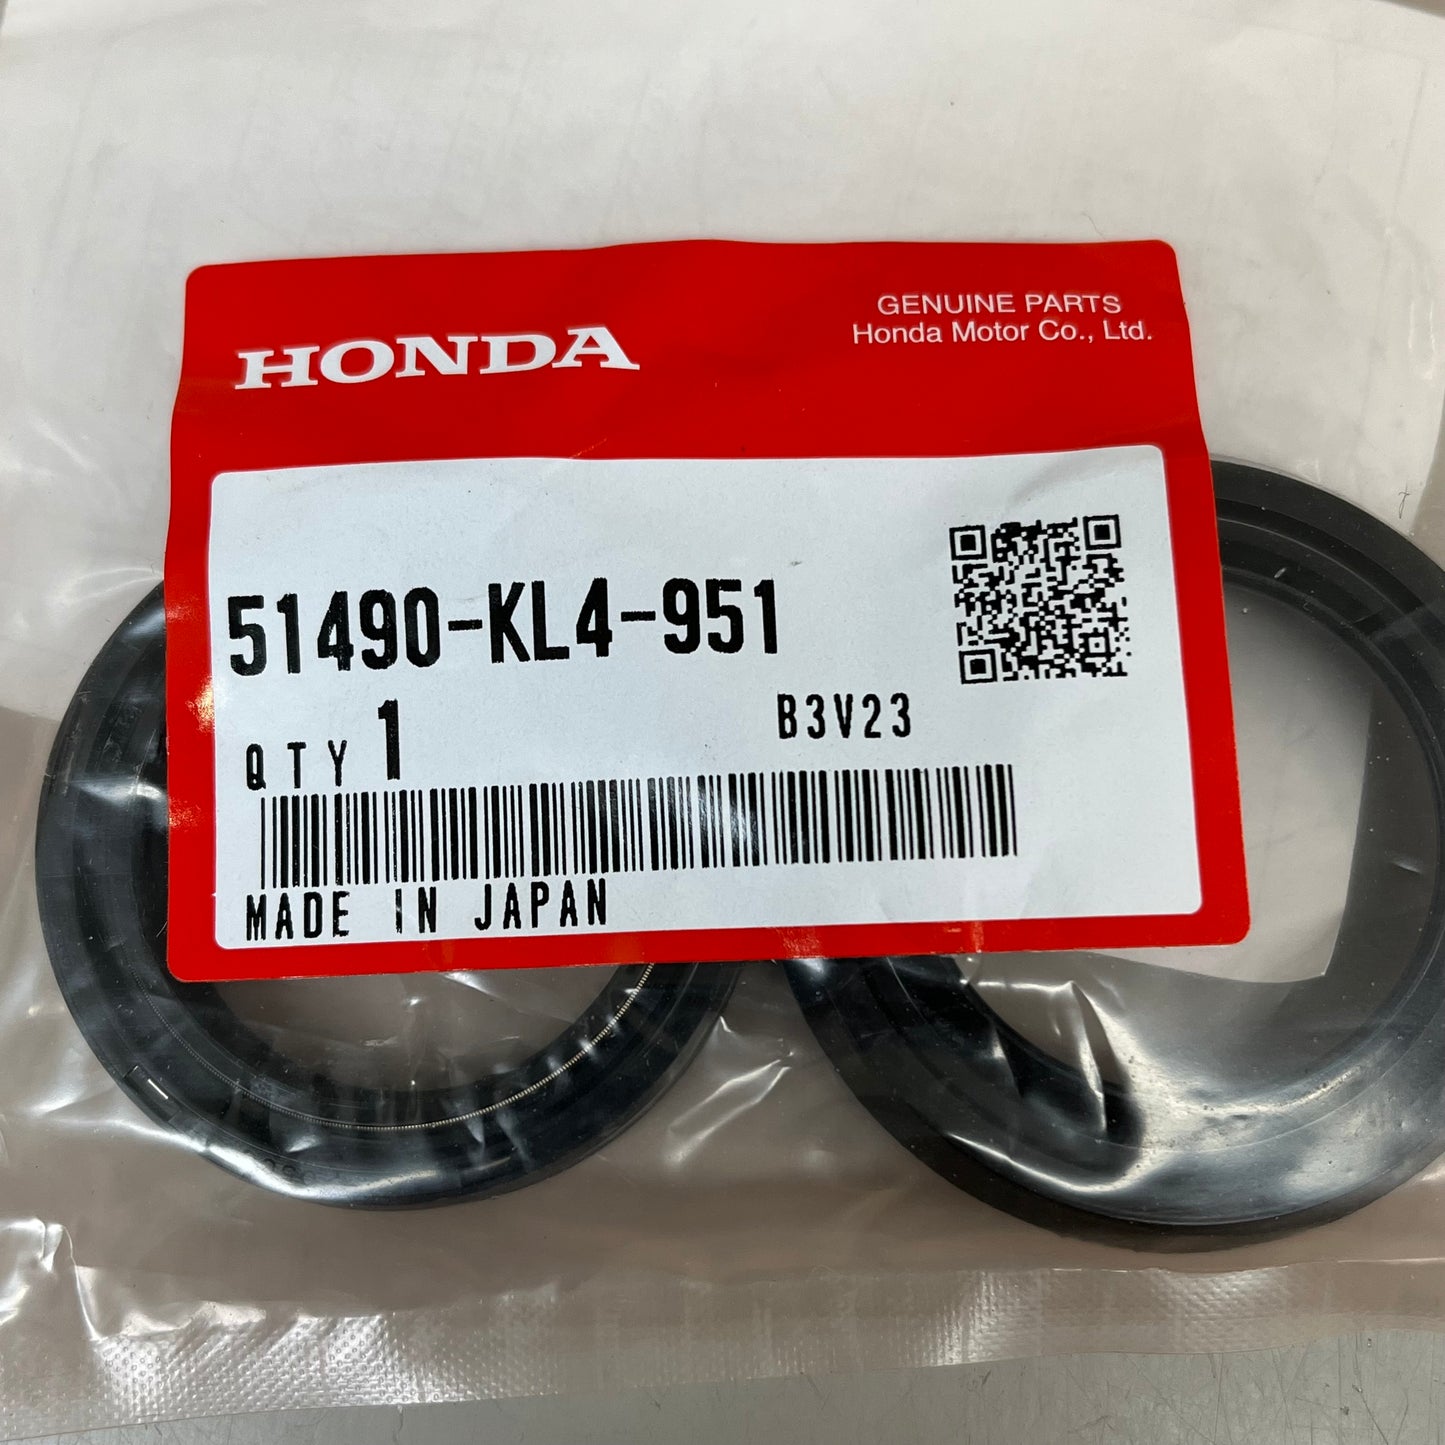 HONDA
GENUINE PARTS
Honda Motor Co., Ltd.
51490-KL4-951
QTY 1
B3V23
MADE IN JAPAN